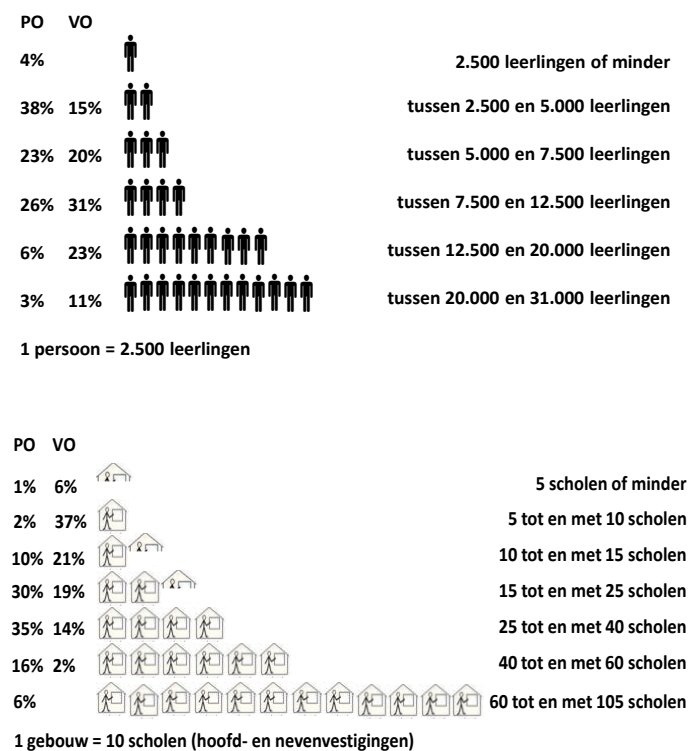 PO VO
4% 2.500 leerlingen of minder
38% 15% tussen 2.500 en 5.000 leerlingen
23% 20% tussen 5.000 en 7.500 leerlingen
26% 31% tussen 7.500 en 12.500 leerlingen
6% 23% tussen 12.500 en 20.000 leerlingen
3% 11% tussen 20.000 en 31.000 leerlingen
1 persoon = 2.500 leerlingen
PO VO
1% 6% 5 scholen of minder
2% 37% 5 tot en met 10 scholen
10% 21% 10 tot en met 15 scholen
30% 19% 15 tot en met 25 scholen
35% 14% 25 tot en met 40 scholen
16% 2% 40 tot en met 60 scholen
6% 60 tot en met 105 scholen
1 gebouw = 10 scholen (hoofd- en nevenvestigingen)